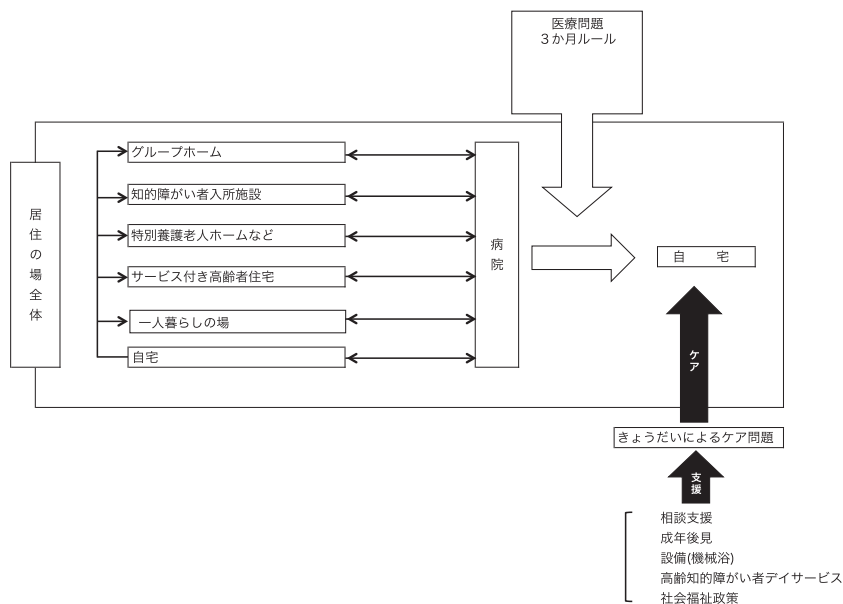 医療問題
３か月ルール
居住の場全体
グループホーム
知的障がい者入所施設
特別養護老人ホームなど
サービス付き高齢者住宅
一人暮らしの場
自宅
病院
自　宅
ケア
きょうだいによるケア問題
支援
相談支援
成年後見
設備(機械浴)
高齢知的障がい者デイサービス
社会福祉政策